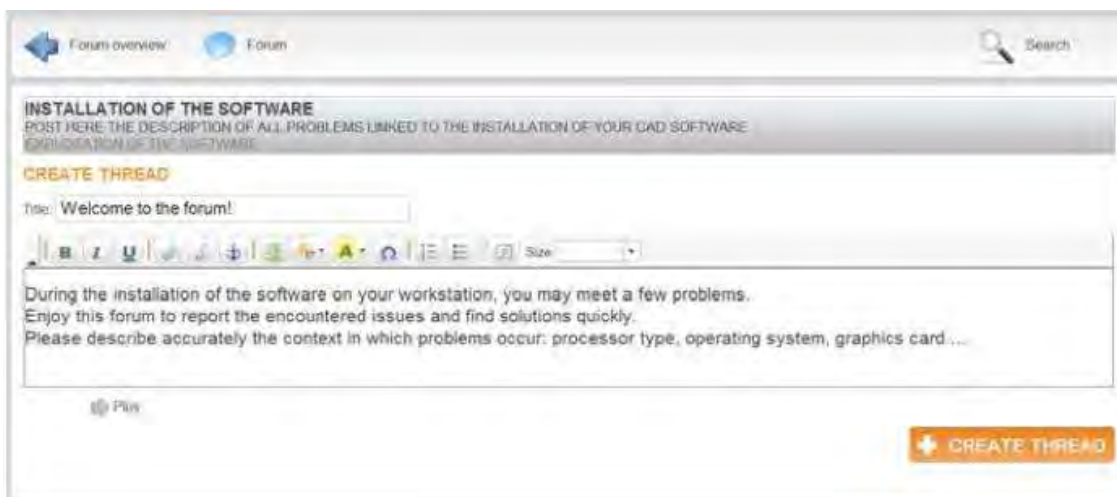 Forum overview Forum Search
INSTALLATION OF THE SOFTWARE
POST HERE THE DESCRIPTION OF ALL PROBLEMS LINKED TO THE INSTALLATION OF YOUR CAD SOFTWARE
OF THE SOFTWARE
CREATE THREAD
Title: Welcome to the forum!
B I U A Ω Size
During the installation of the software on your workstation, you may meet a few problems.
Enjoy this forum to report the encountered issues and find solutions quickly.
Please describe accurately the context in which problems occur: processor type, operating system, graphics card....
Plus
CREATE THREAD